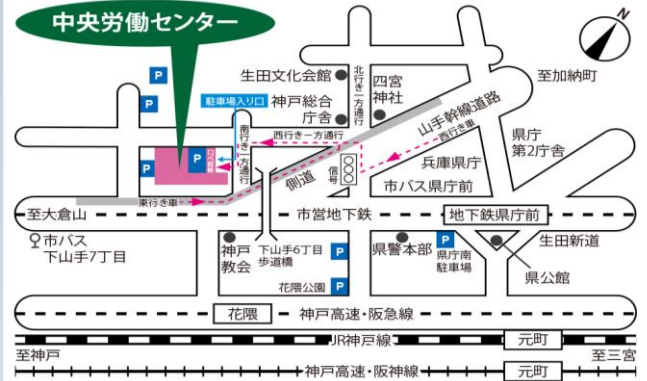 中央労働センター
N
P
P
P
P
駐車場入り口
生田文化会館
神戸総合
庁舎
北行き一方通行
四宮
神社
至加納町
山手幹線道路
西行き車
西行き一方通行
南行き一方通行
県庁
第2庁舎
兵庫県庁
信号
側道
市バス県庁前
東行き車
至大倉山
市営地下鉄
地下鉄県庁前
市バス
下山手7丁目
神戸
教会
下山手6丁目
歩道橋
P
県警本部
P
県庁南
駐車場
生田新道
県公館
花隈公園
P
花隈
神戸高速・阪急線
JR神戸線
元町
至神戸
至三宮
神戸高速・阪神線
元町